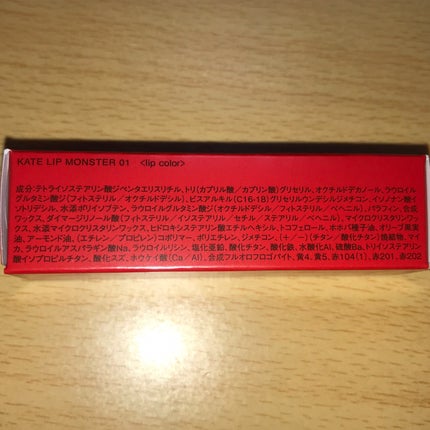 KATE LIP MONSTER 01 <lip color>
成分:テトライソステアリン酸ジペンタエリスリチル、トリ(カプリル酸/カプリン酸)グリセリル、オクチルドデカノール、ラウロイル
グルタミン酸ジ(フィトステリル/オクチルドデシル)、ビスアルキル(C16-18)グリセリルウンデシルジメチコン、イソノナン酸イ
ソトリデシル、水添ポリイソブテン、ラウロイルグルタミン酸ジ(オクチルドデシル/フィトステリル/ベヘニル)、パラフィン、合成
ワックス、ダイマージリノール酸(フィトステリル/イソステアリル/セチル/ステアリル/ベヘニル)、マイクロクリスタリンワッ
クス、水添マイクロクリスタリンワックス、ヒドロキシステアリン酸エチルヘキシル、トコフェロール、ホホバ種子油、オリーブ果実
油、アーモンド油、(エチレン/プロピレン)コポリマー、ポリエチレン、ジメチコン、(+/-)(チタン/酸化チタン)焼結物、マイ
カ、ラウロイルアスパラギン酸Na、ラウロイルリシン、塩化亜鉛、酸化チタン、酸化鉄、水酸化Al、硫酸Ba、トリイソステアリン
酸イソプロピルチタン、酸化スズ、ホウケイ酸(Ca/Al)、合成フルオロフロゴパイト、黄4、黄5、赤104(1)、赤201、赤202